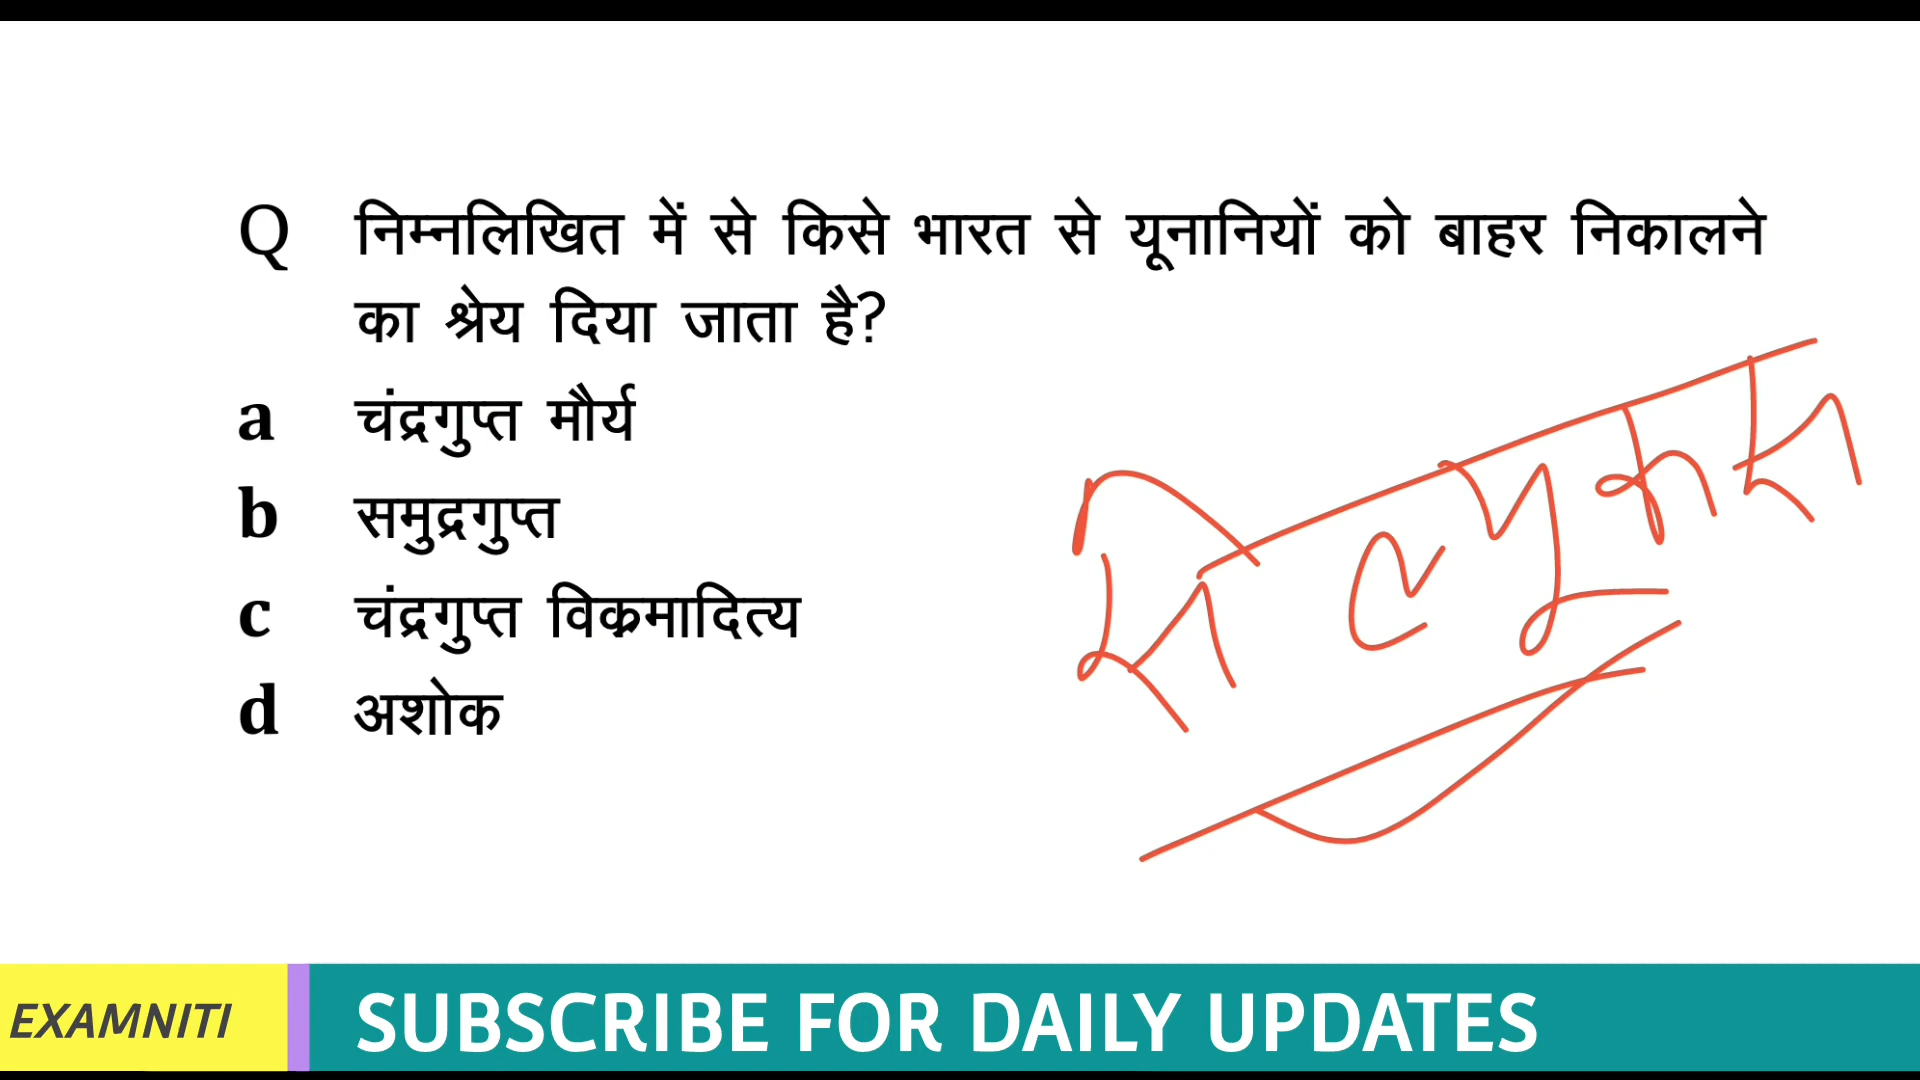 Q निम्नलिखित में से किसे भारत से यूनानियों को बाहर निकालने
का श्रेय दिया जाता है?
a चंद्रगुप्त मौर्य
b समुद्रगुप्त
c चंद्रगुप्त विक्रमादित्य
d अशोक
EXAMNITI
SUBSCRIBE FOR DAILY UPDATES